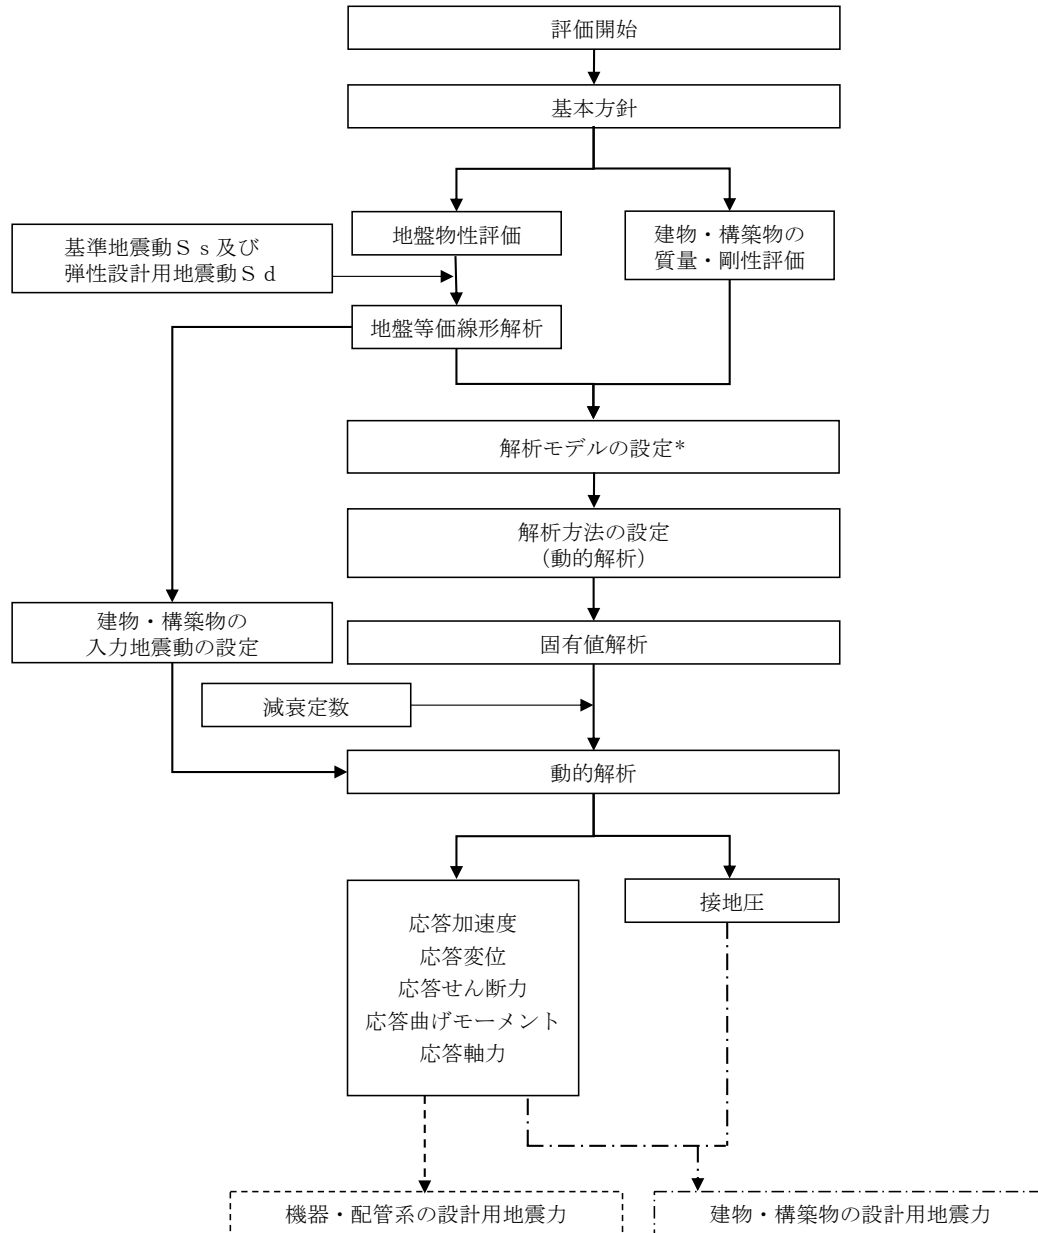 評価開始
基本方針
地盤物性評価
建物・構築物の
質量・剛性評価
基準地震動Ｓｓ及び
弾性設計用地震動Ｓｄ
地盤等価線形解析
解析モデルの設定*
解析方法の設定
（動的解析）
建物・構築物の
入力地震動の設定
固有値解析
減衰定数
動的解析
応答加速度
応答変位
応答せん断力
応答曲げモーメント
応答軸力
接地圧
機器・配管系の設計用地震力
建物・構築物の設計用地震力